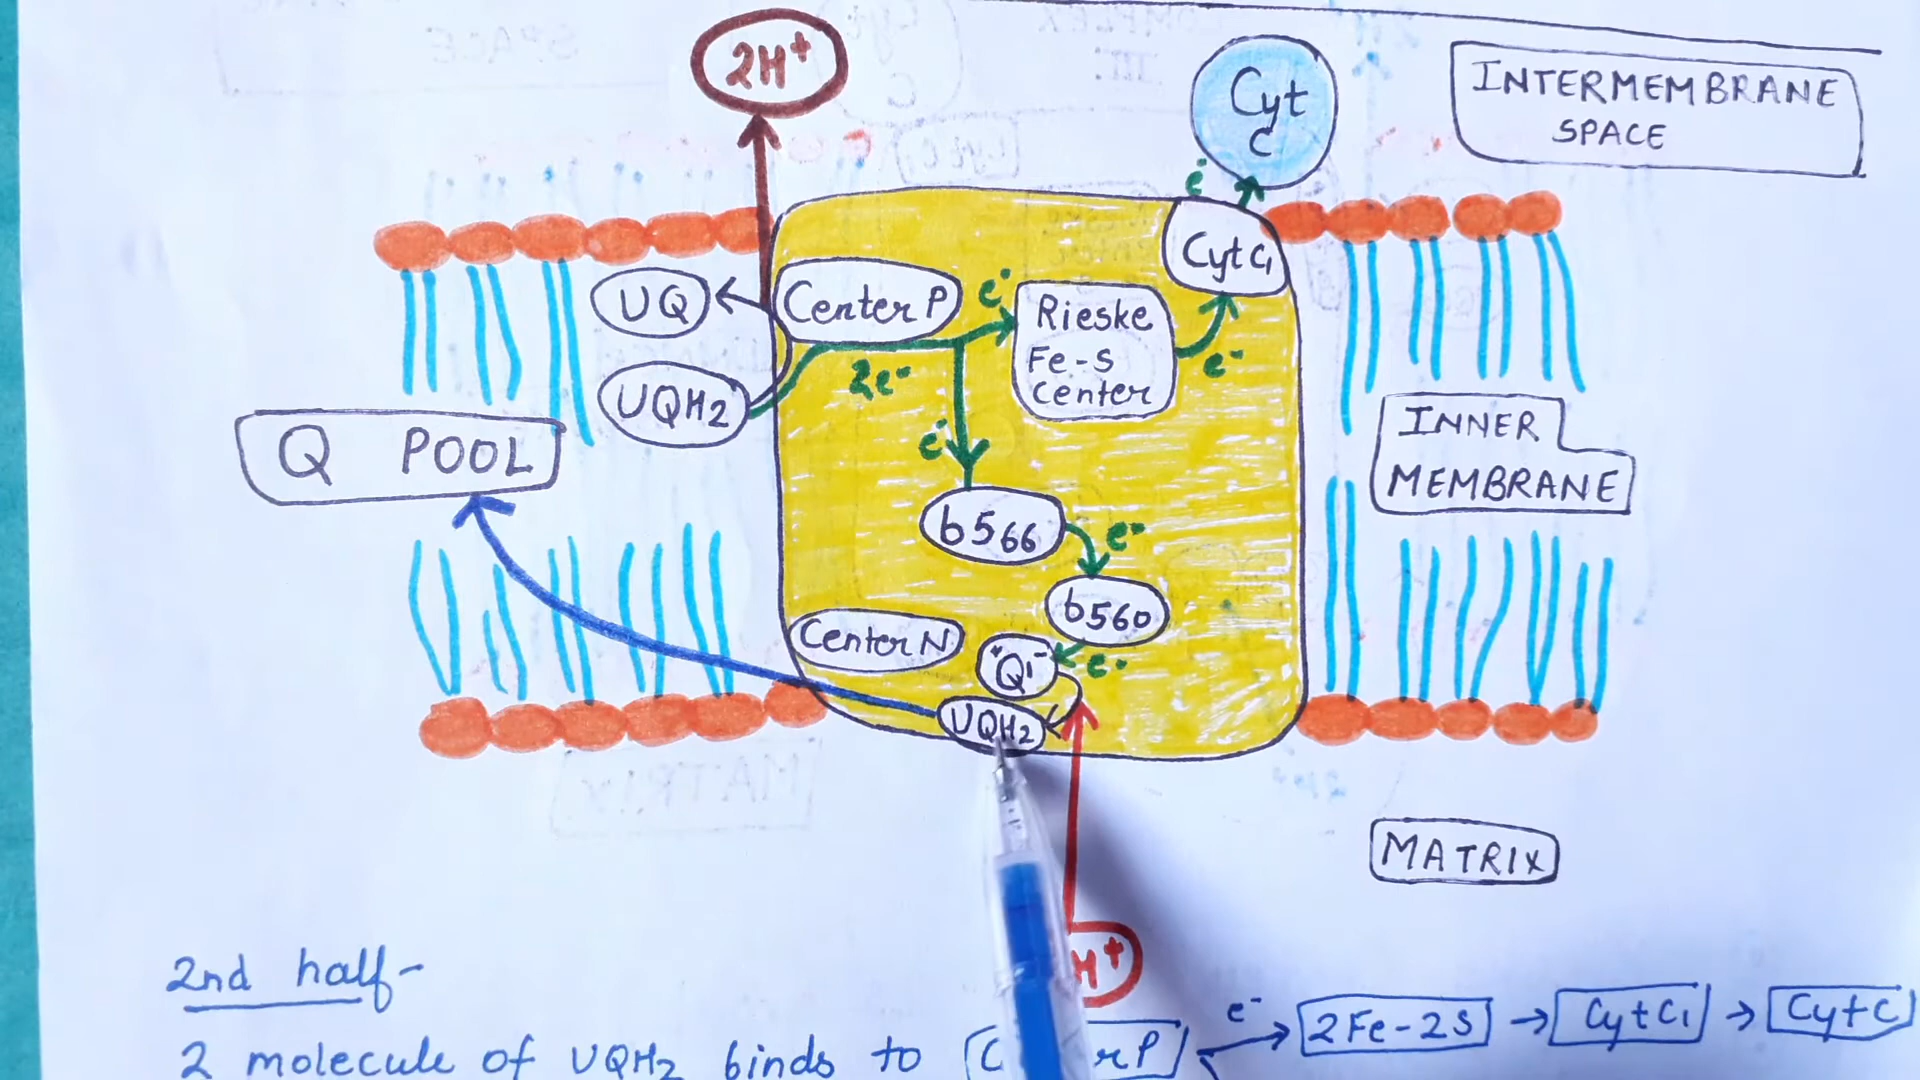 2H+
Cyt
C
INTERMEMBRANE
SPACE
e-
Cyt C1
UQ
Center P
e-
Rieske
Fe-S
Center
e-
2e-
UQH2
Q POOL
INNER
MEMBRANE
e-
b566
e-
b560
Center N
e-
UQH2
MATRIX
H+
2nd half-
2 molecule of UQH2 binds to
e-
2Fe-2S → Cyt C1 → Cyt C